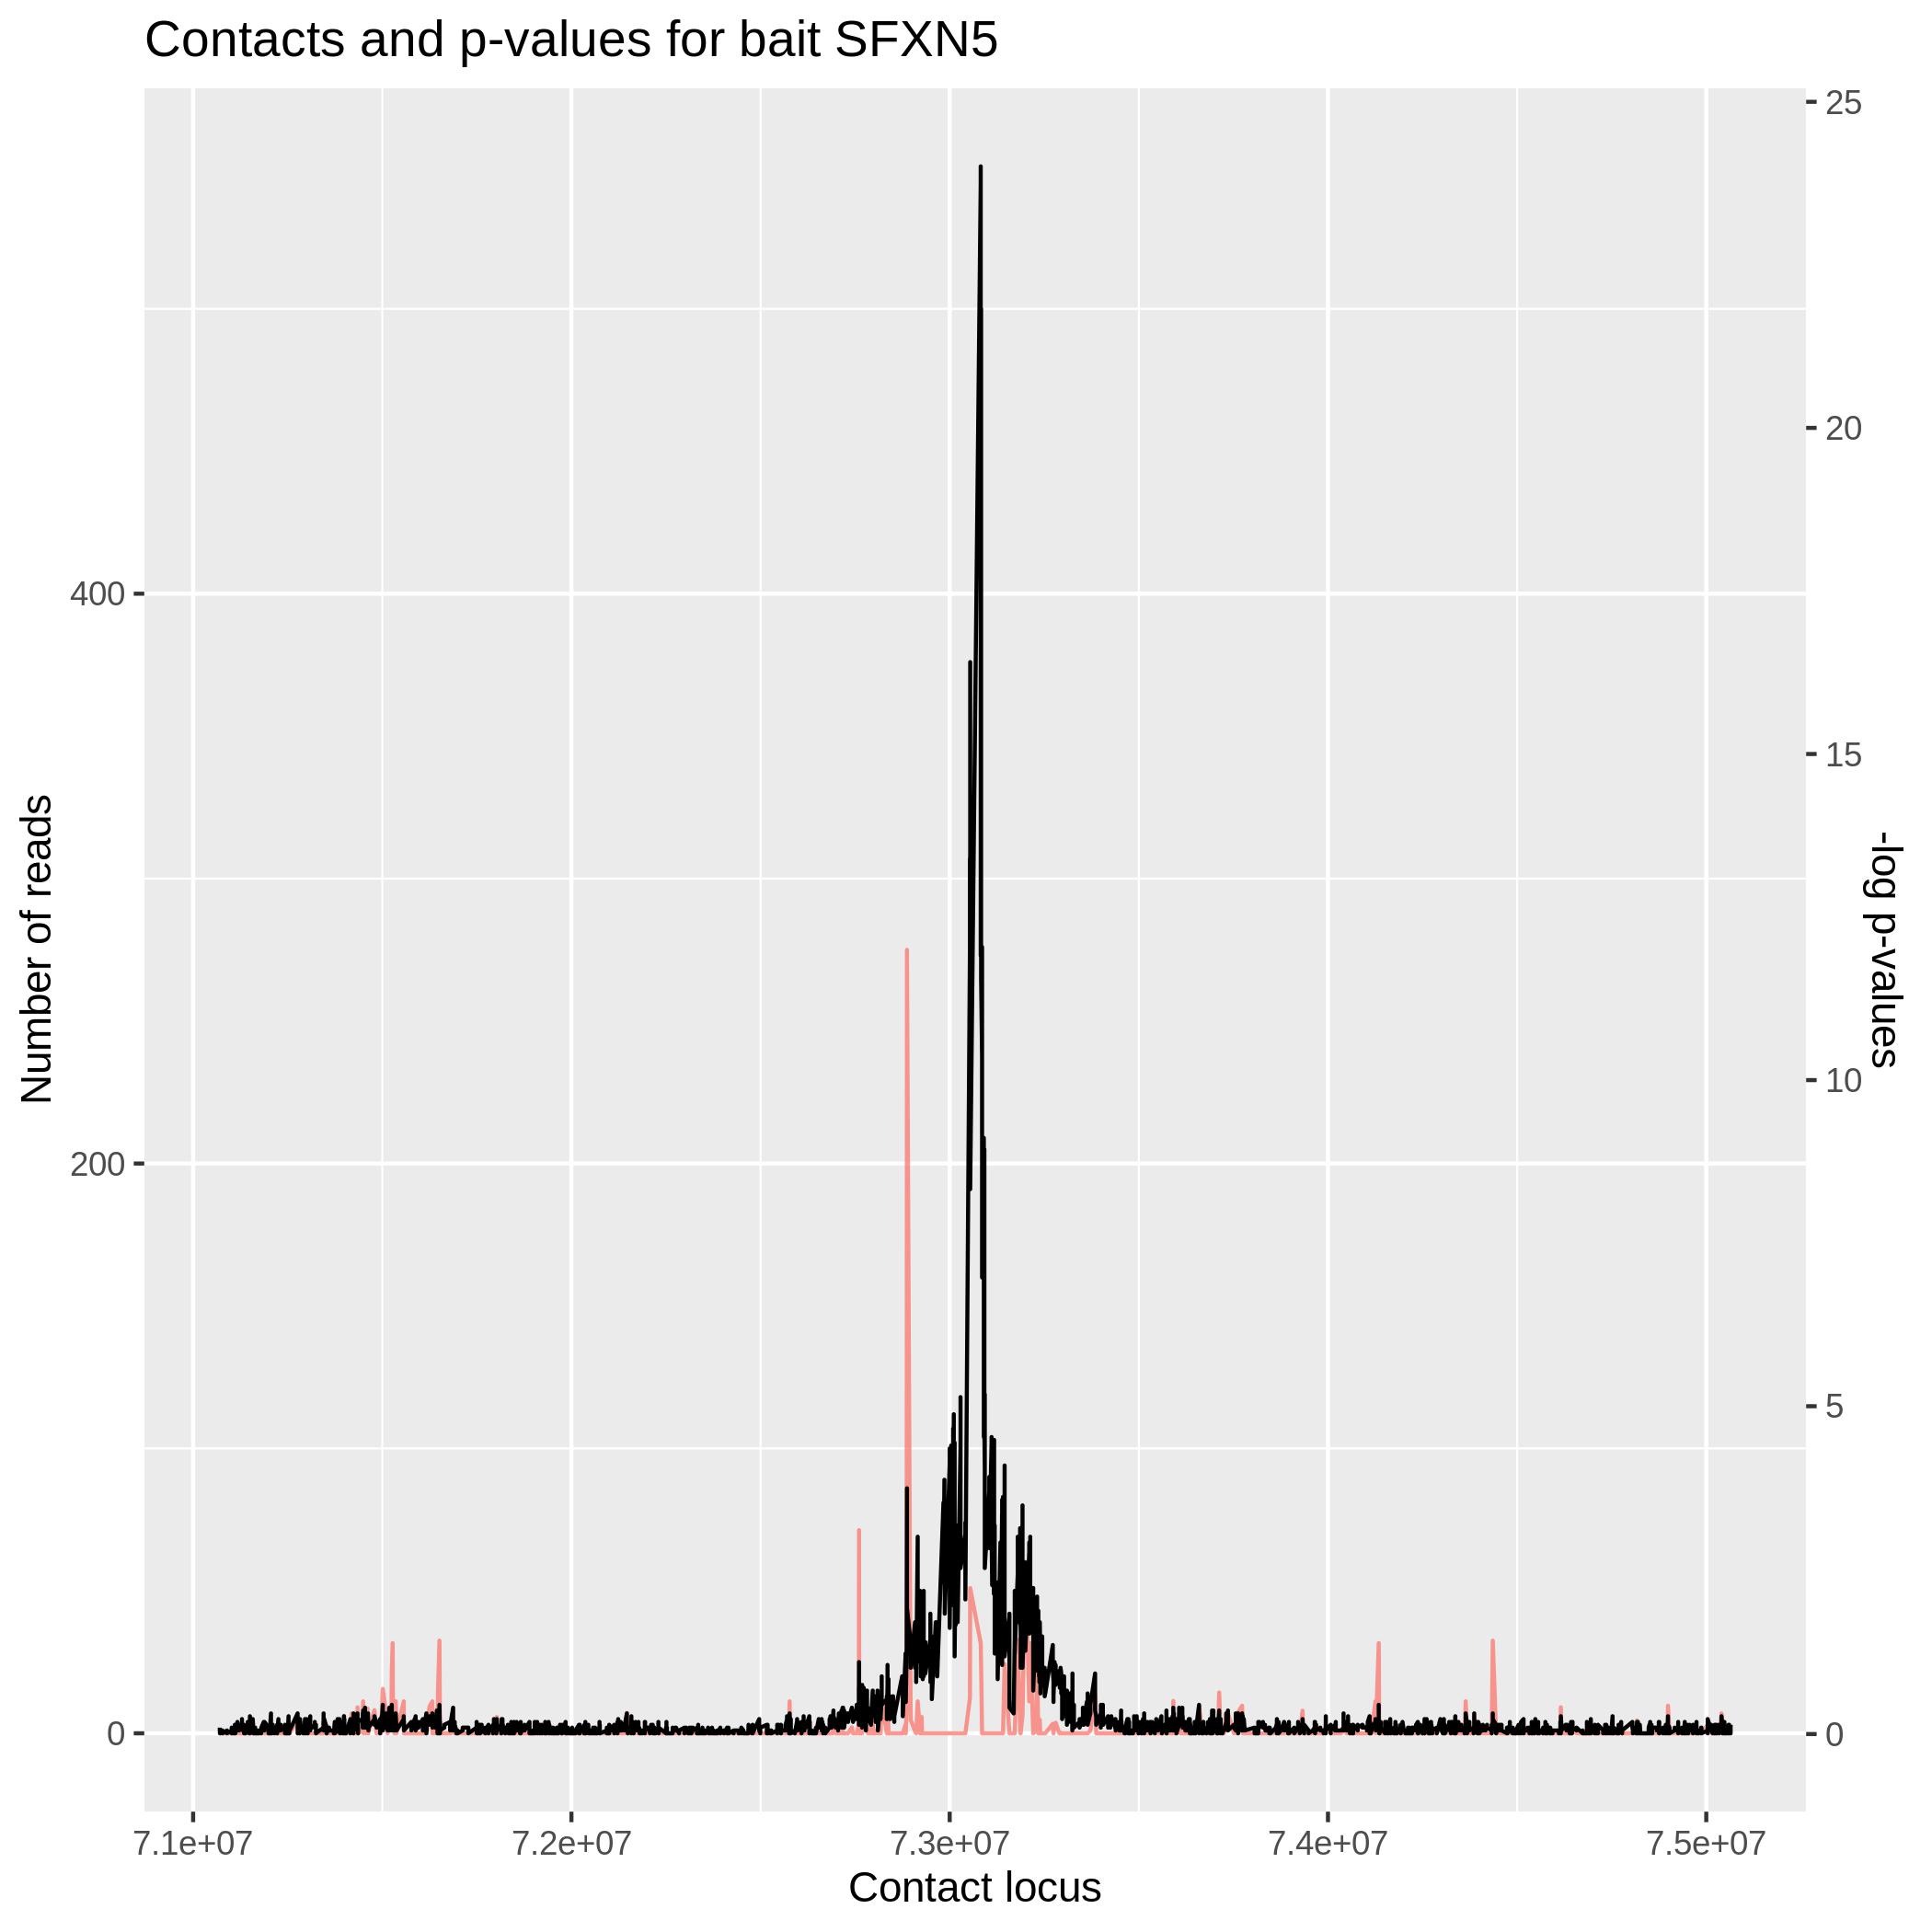 Contacts and p-values for bait SFXN5
Number of reads
400
200
0
25
20
15
10
5
0
-log p-values
7.1e+07
7.2e+07
7.3e+07
7.4e+07
7.5e+07
Contact locus